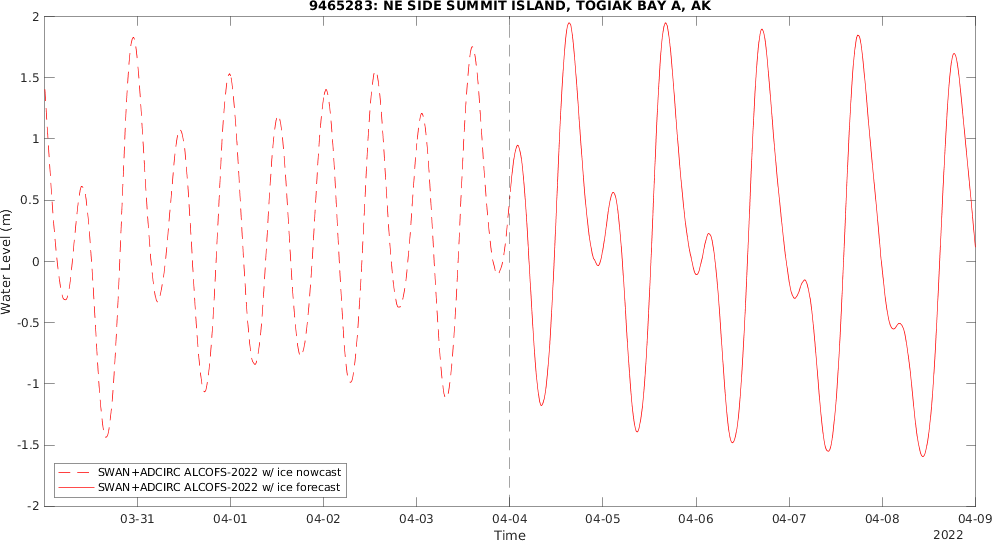 9465283: NE SIDE SUMMIT ISLAND, TOGIAK BAY A, AK
2
1.5
1
0.5
0
-0.5
-1
-1.5
-2
Water Level (m)
SWAN+ADCIRC ALCOFS-2022 w/ ice nowcast
SWAN+ADCIRC ALCOFS-2022 w/ ice forecast
03-31 04-01 04-02 04-03 04-04 04-05 04-06 04-07 04-08 04-09
Time
2022